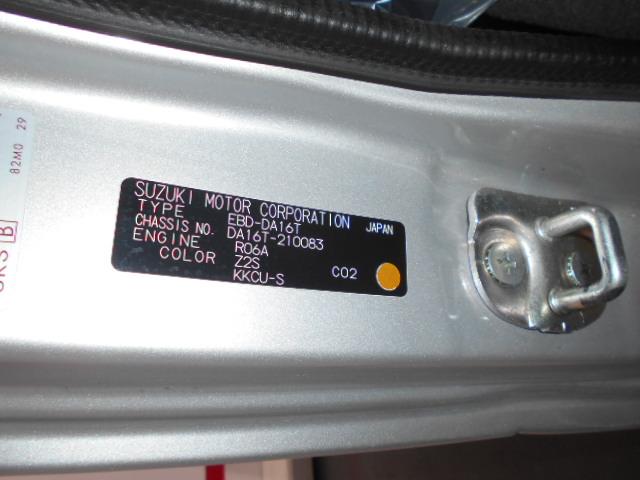 SUZUKI MOTOR CORPORATION JAPAN
TYPE EBD-DA16T
CHASSIS NO. DA16T-210083
ENGINE R06A
COLOR Z2S
KKCU-S C02
82M0 29
B